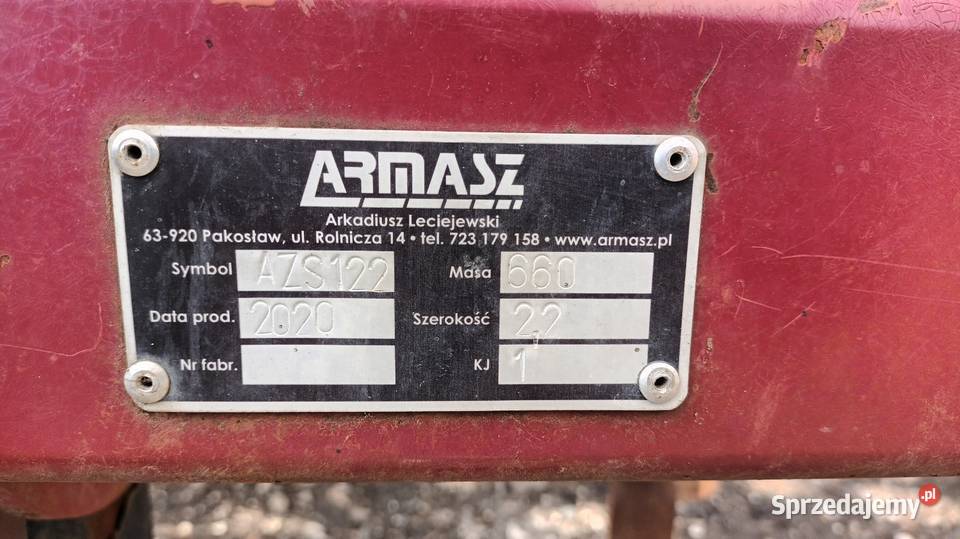 ARMASZ
Arkadiusz Leciejewski
63-920 Pakosław, ul. Rolnicza 14 • tel. 723 179 158 • www.armasz.pl
Symbol AZS122 Masa 660
Data prod. 2020 Szerokość 2,2
Nr fabr. KJ 1
Sprzedajemy.pl